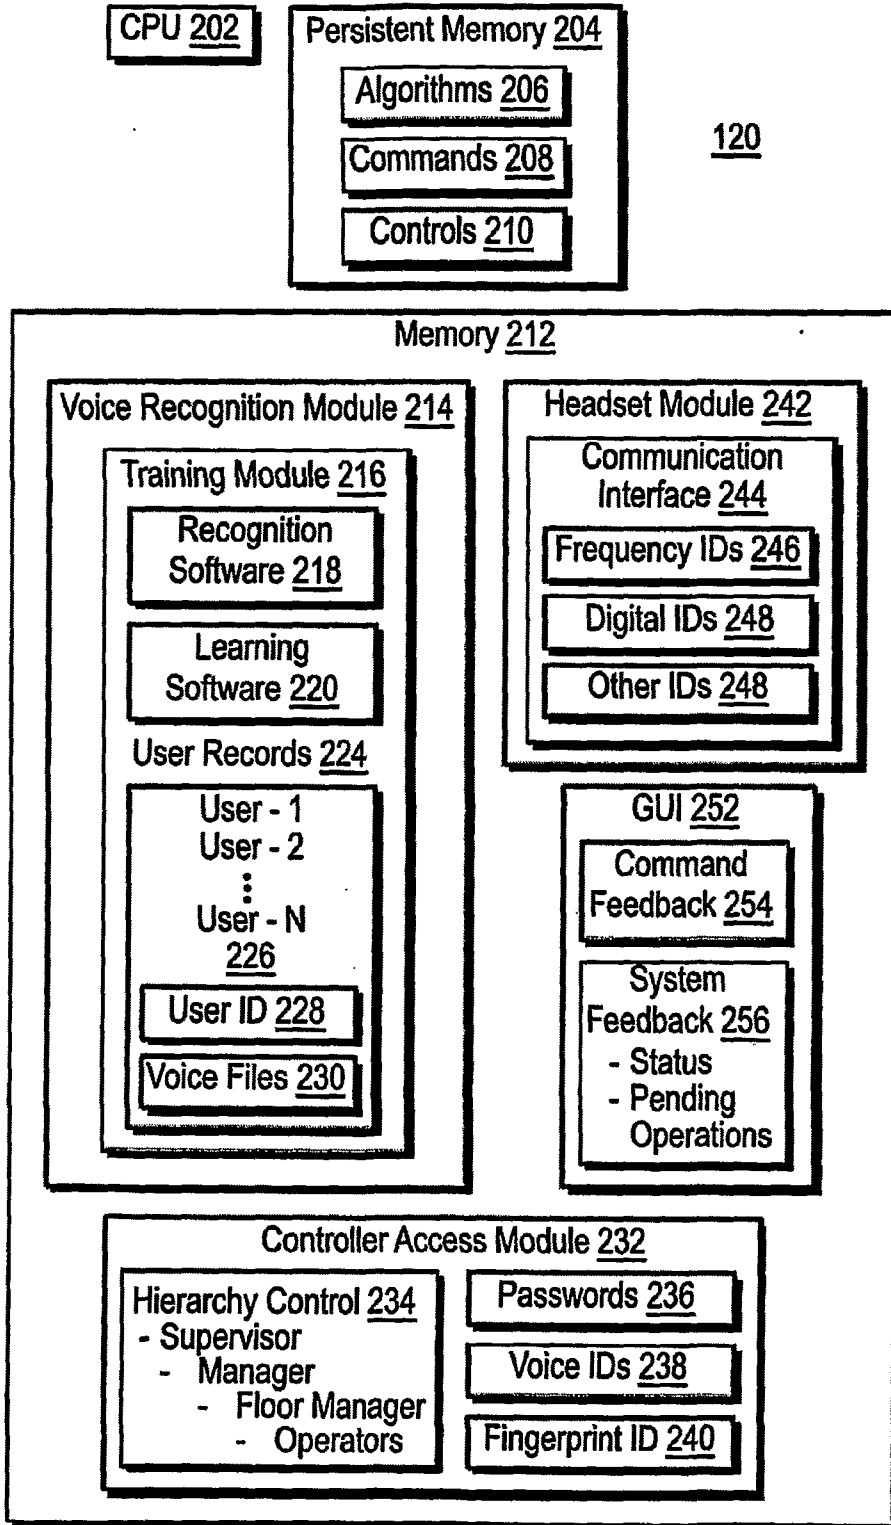 CPU 202
Persistent Memory 204
Algorithms 206
Commands 208
Controls 210
120
Memory 212
Voice Recognition Module 214
Training Module 216
Recognition
Software 218
Learning
Software 220
User Records 224
User - 1
User - 2
User - N
226
User ID 228
Voice Files 230
Headset Module 242
Communication
Interface 244
Frequency IDs 246
Digital IDs 248
Other IDs 248
GUI 252
Command
Feedback 254
System
Feedback 256
- Status
- Pending
Operations
Controller Access Module 232
Hierarchy Control 234
- Supervisor
- Manager
- Floor Manager
- Operators
Passwords 236
Voice IDs 238
Fingerprint ID 240